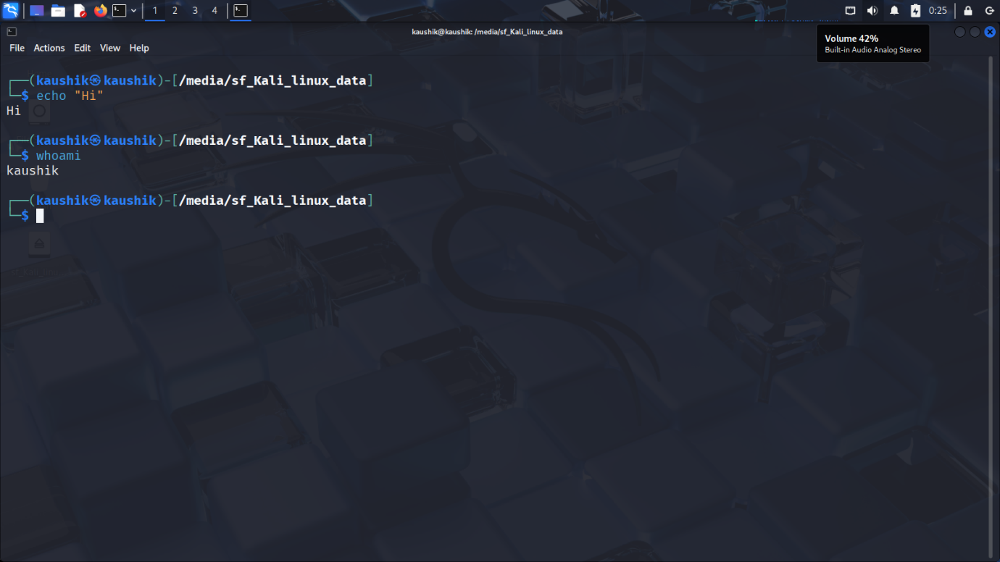 1 2 3 4 0:25
kaushik@kaushik: /media/sf_Kali_linux_data
Volume 42%
Built-in Audio Analog Stereo
File Actions Edit View Help
┌──(kaushik㉿kaushik)-[/media/sf_Kali_linux_data]
└─$ echo "Hi"
Hi
┌──(kaushik㉿kaushik)-[/media/sf_Kali_linux_data]
└─$ whoami
kaushik
┌──(kaushik㉿kaushik)-[/media/sf_Kali_linux_data]
└─$